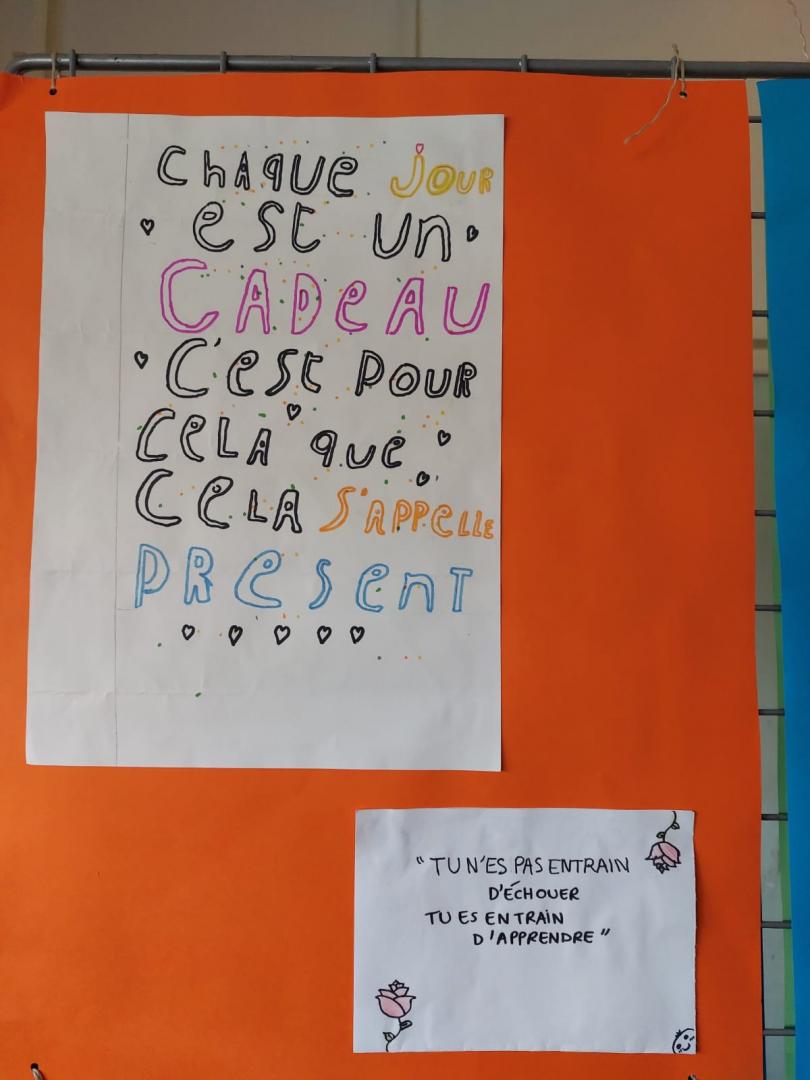 CHAQUE JOUR
est un
CADeAU
C'est POUR
CeLA que
CeLA S'APPeLLE
PResenT
"TU N'ES PAS ENTRAIN
D'ÉCHOUER
TU ES EN TRAiN
D'APPRENDRE"